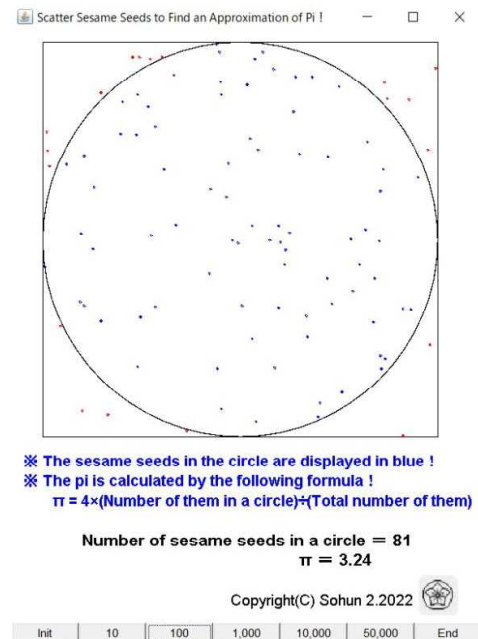 Scatter Sesame Seeds to Find an Approximation of Pi !
※ The sesame seeds in the circle are displayed in blue !
※ The pi is calculated by the following formula !
π = 4×(Number of them in a circle)÷(Total number of them)
Number of sesame seeds in a circle = 81
π = 3.24
Copyright(C) Sohun 2.2022
Init 10 100 1,000 10,000 50,000 End